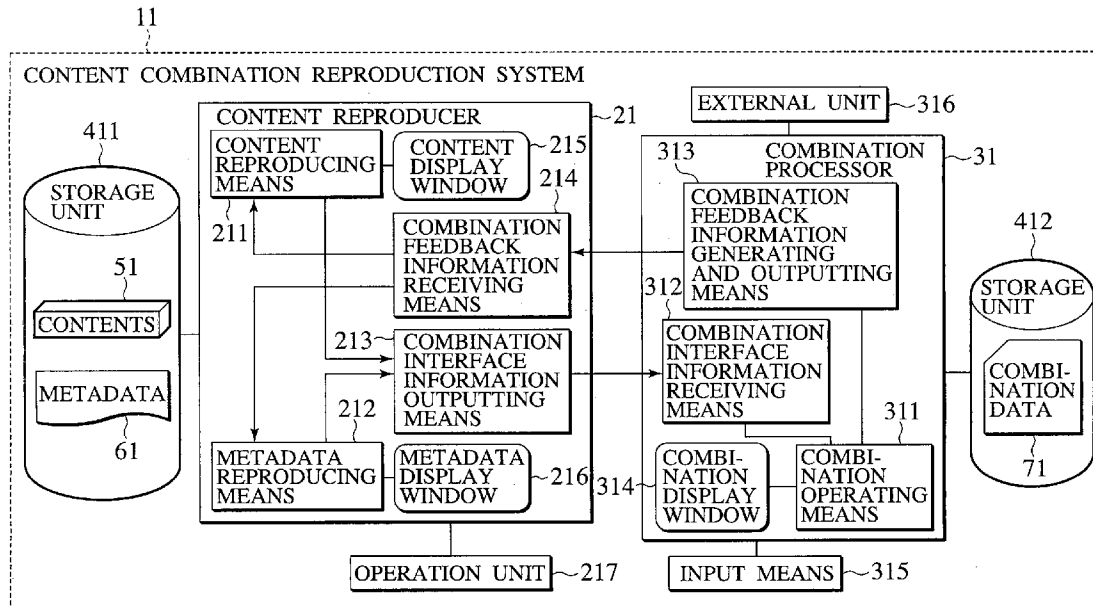 11
CONTENT COMBINATION REPRODUCTION SYSTEM
411
STORAGE
UNIT
51
CONTENTS
METADATA
61
CONTENT REPRODUCER
21
CONTENT
REPRODUCING
MEANS
211
CONTENT
DISPLAY
WINDOW
215
214
COMBINATION
FEEDBACK
INFORMATION
RECEIVING
MEANS
213
COMBINATION
INTERFACE
INFORMATION
OUTPUTTING
MEANS
212
METADATA
REPRODUCING
MEANS
METADATA
DISPLAY
WINDOW
216
OPERATION UNIT
217
EXTERNAL UNIT
316
COMBINATION
PROCESSOR
31
313
COMBINATION
FEEDBACK
INFORMATION
GENERATING
AND OUTPUTTING
MEANS
312
COMBINATION
INTERFACE
INFORMATION
RECEIVING
MEANS
311
COMBI-
NATION
OPERATING
MEANS
314
COMBI-
NATION
DISPLAY
WINDOW
INPUT MEANS
315
412
STORAGE
UNIT
COMBI-
NATION
DATA
71